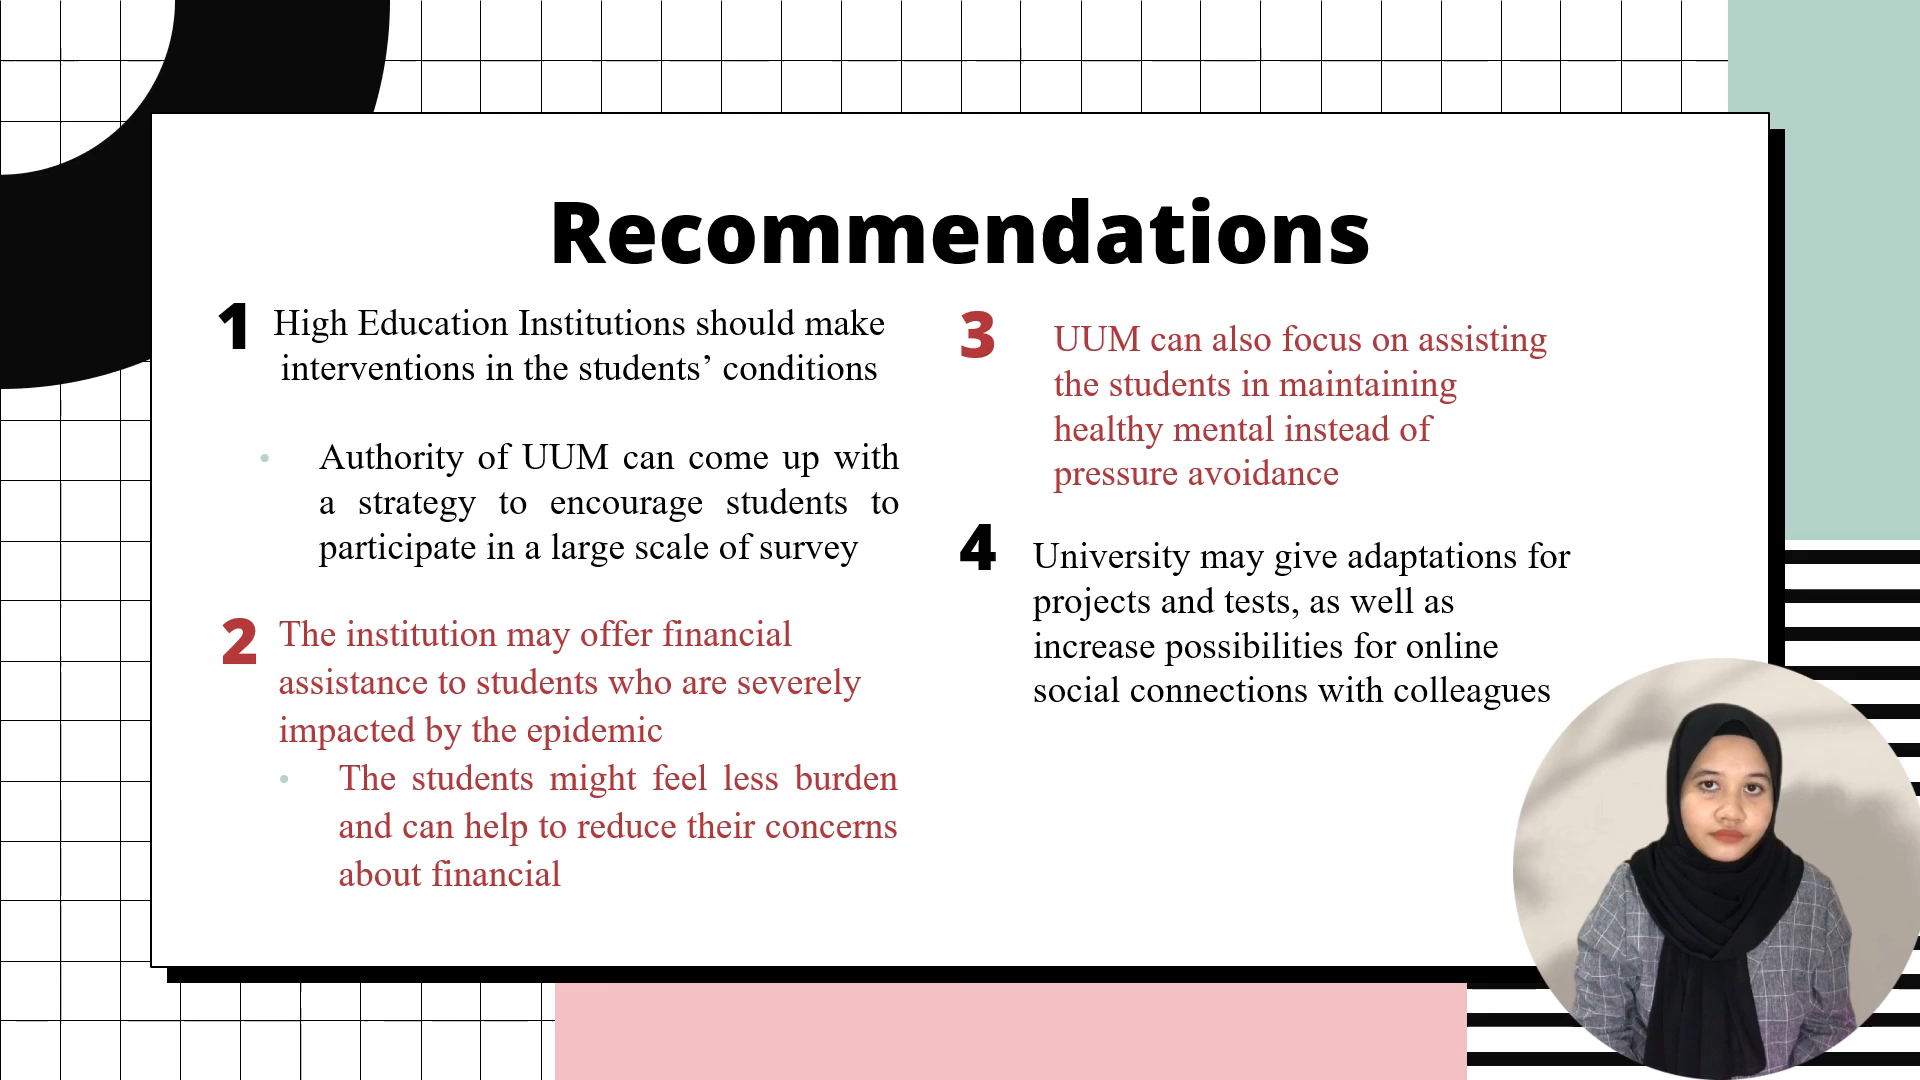 Recommendations
1
High Education Institutions should make
interventions in the students’ conditions
• Authority of UUM can come up with
a strategy to encourage students to
participate in a large scale of survey
2
The institution may offer financial
assistance to students who are severely
impacted by the epidemic
• The students might feel less burden
and can help to reduce their concerns
about financial
3
UUM can also focus on assisting
the students in maintaining
healthy mental instead of
pressure avoidance
4
University may give adaptations for
projects and tests, as well as
increase possibilities for online
social connections with colleagues